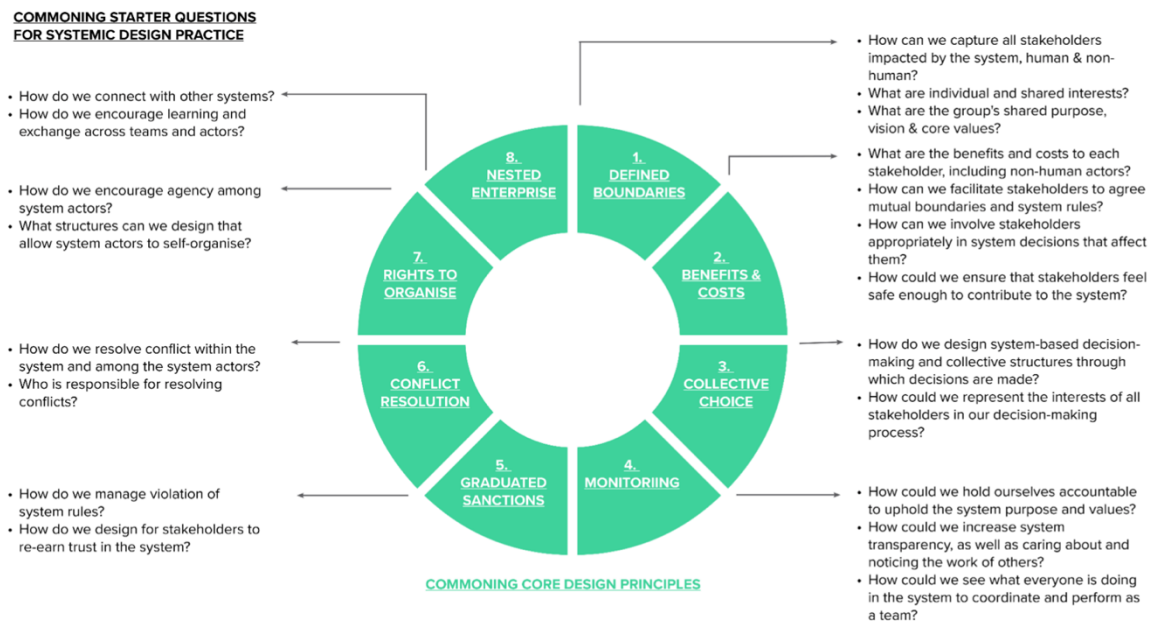 COMMONING STARTER QUESTIONS
FOR SYSTEMIC DESIGN PRACTICE
• How can we capture all stakeholders
impacted by the system, human & non-
human?
• What are individual and shared interests?
• What are the group's shared purpose,
vision & core values?
• What are the benefits and costs to each
stakeholder, including non-human actors?
• How can we facilitate stakeholders to agree
mutual boundaries and system rules?
• How can we involve stakeholders
appropriately in system decisions that affect
them?
• How could we ensure that stakeholders feel
safe enough to contribute to the system?
• How do we design system-based decision-
making and collective structures through
which decisions are made?
• How could we represent the interests of all
stakeholders in our decision-making
process?
• How could we hold ourselves accountable
to uphold the system purpose and values?
• How could we increase system
transparency, as well as caring about and
noticing the work of others?
• How could we see what everyone is doing
in the system to coordinate and perform as
a team?
• How do we manage violation of
system rules?
• How do we design for stakeholders to
re-earn trust in the system?
• How do we resolve conflict within the
system and among the system actors?
• Who is responsible for resolving
conflicts?
• How do we encourage agency among
system actors?
• What structures can we design that
allow system actors to self-organise?
• How do we connect with other systems?
• How do we encourage learning and
exchange across teams and actors?
1.
DEFINED
BOUNDARIES
2.
BENEFITS &
COSTS
3.
COLLECTIVE
CHOICE
4.
MONITORIING
5.
GRADUATED
SANCTIONS
6.
CONFLICT
RESOLUTION
7.
RIGHTS TO
ORGANISE
8.
NESTED
ENTERPRISE
COMMONING CORE DESIGN PRINCIPLES